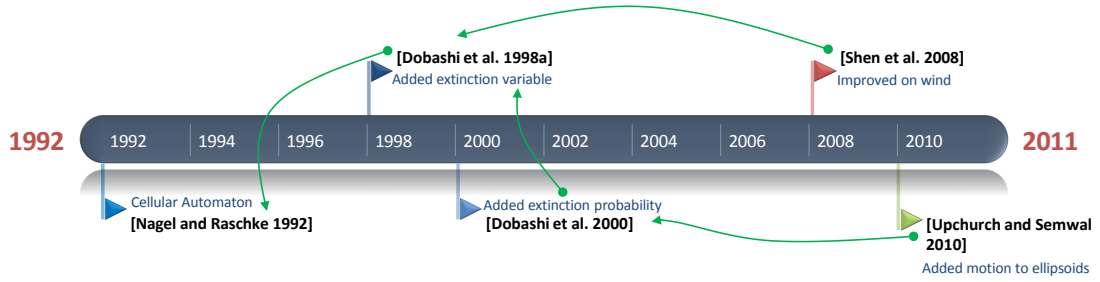 [Dobashi et al. 1998a]
Added extinction variable
[Shen et al. 2008]
Improved on wind
1992
1992 1994 1996 1998 2000 2002 2004 2006 2008 2010
2011
Cellular Automaton
[Nagel and Raschke 1992]
Added extinction probability
[Dobashi et al. 2000]
[Upchurch and Semwal
2010]
Added motion to ellipsoids